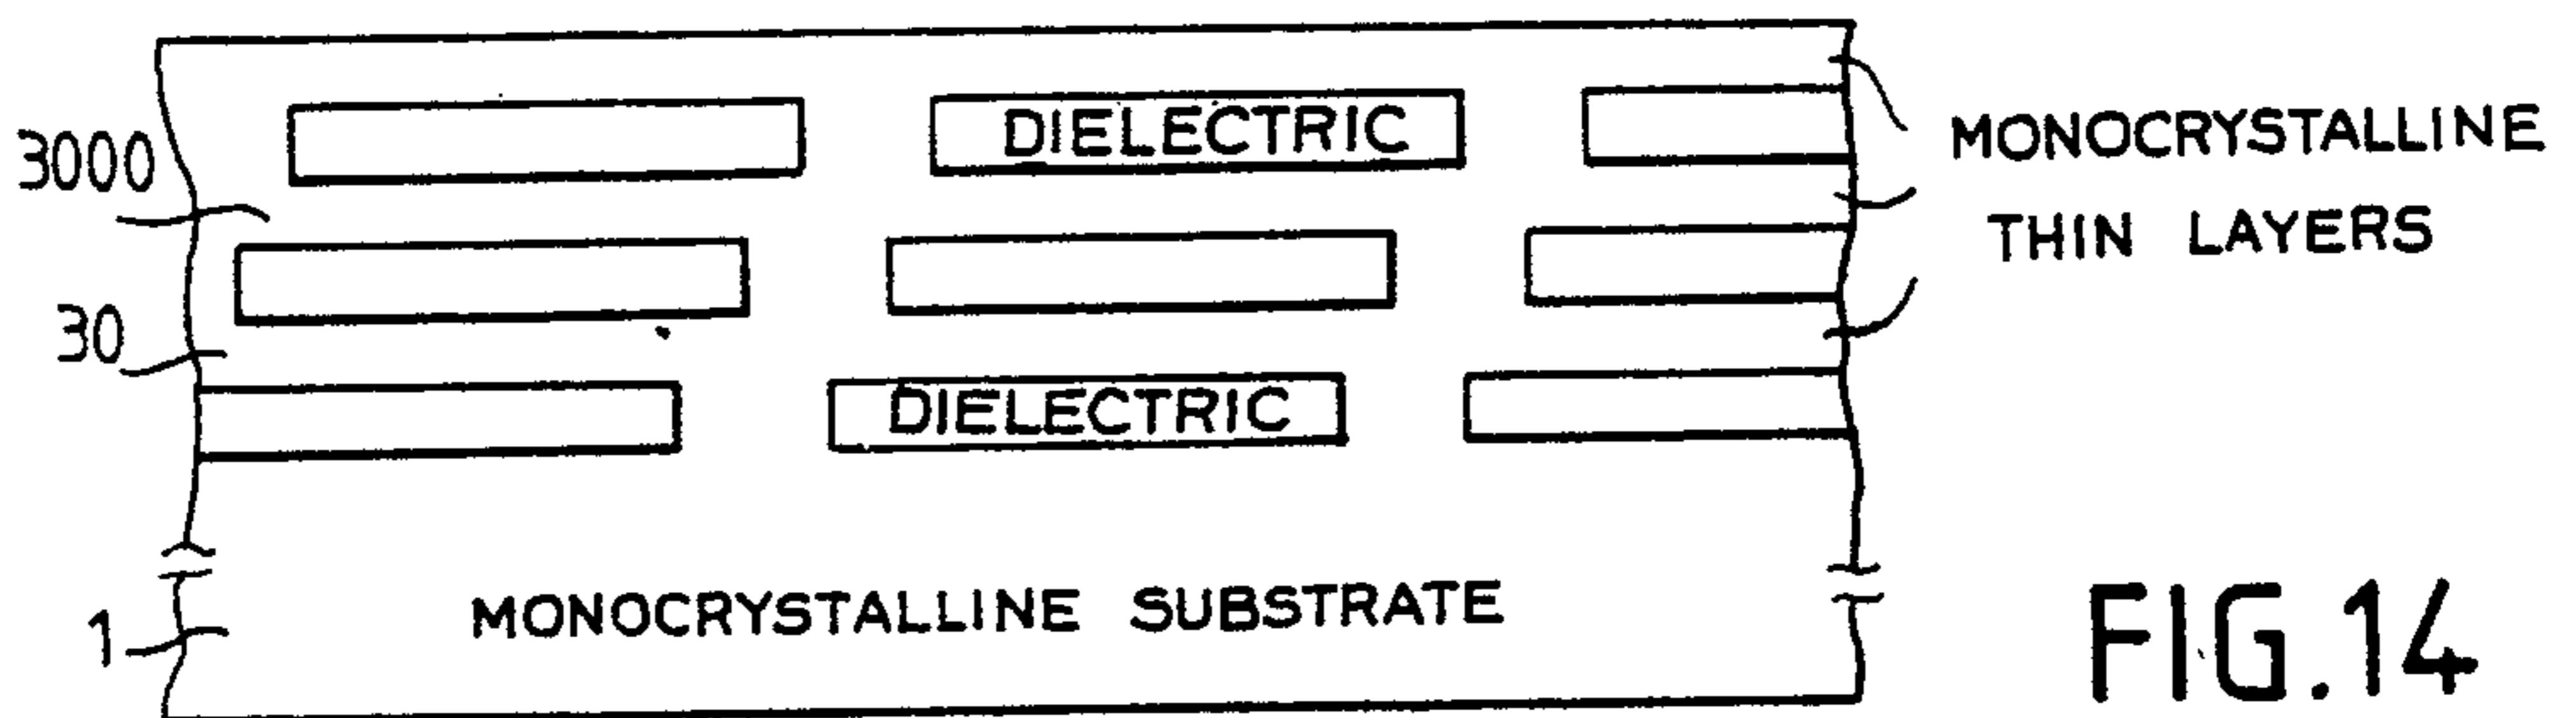 DIELECTRIC
3000
MONOCRYSTALLINE
THIN LAYERS
30
DIELECTRIC
1
MONOCRYSTALLINE SUBSTRATE
FIG.14